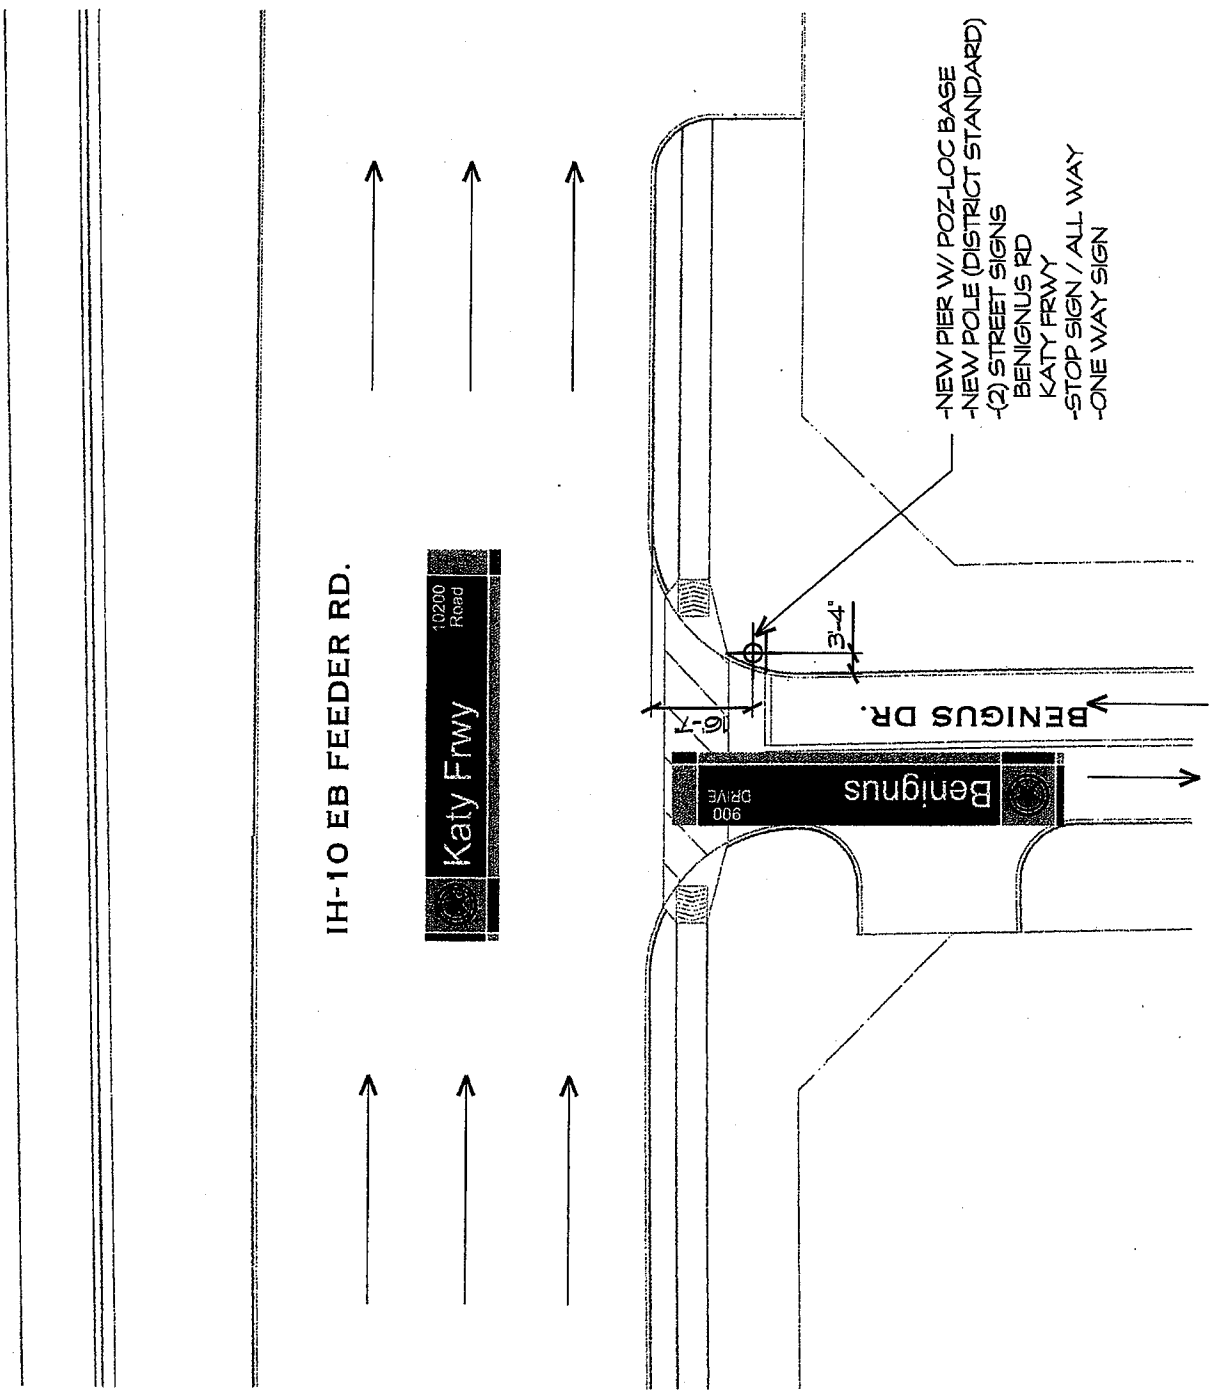 IH-10 EB FEEDER RD.
Katy Frwy
10200
Road
-NEW PIER W/ POZ-LOC BASE
-NEW POLE (DISTRICT STANDARD)
-(2) STREET SIGNS
BENIGNUS RD
KATY FRWY
-STOP SIGN / ALL WAY
-ONE WAY SIGN
3'-4"
BENIGUS DR.
900
DRIVE
Benignus